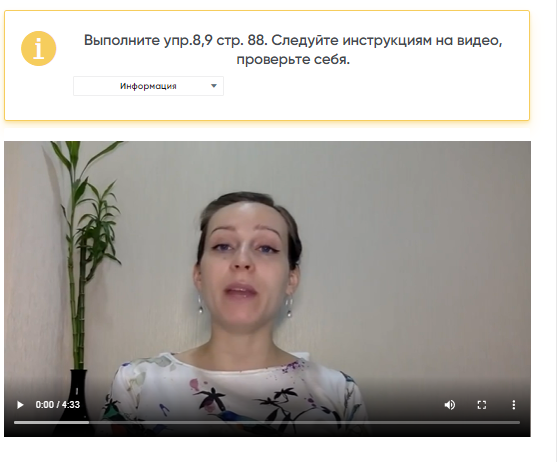 Выполните упр.8,9 стр. 88. Следуйте инструкциям на видео,
проверьте себя.
Информация
0:00 / 4:33